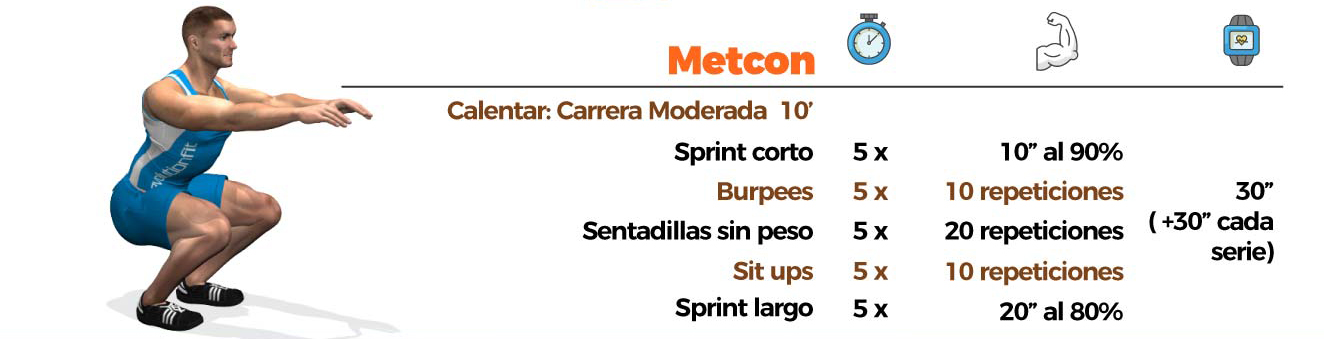 Metcon
Calentar: Carrera Moderada 10’
Sprint corto 5 x 10” al 90%
Burpees 5 x 10 repeticiones 30”
Sentadillas sin peso 5 x 20 repeticiones ( +30” cada
serie)
Sit ups 5 x 10 repeticiones
Sprint largo 5 x 20” al 80%